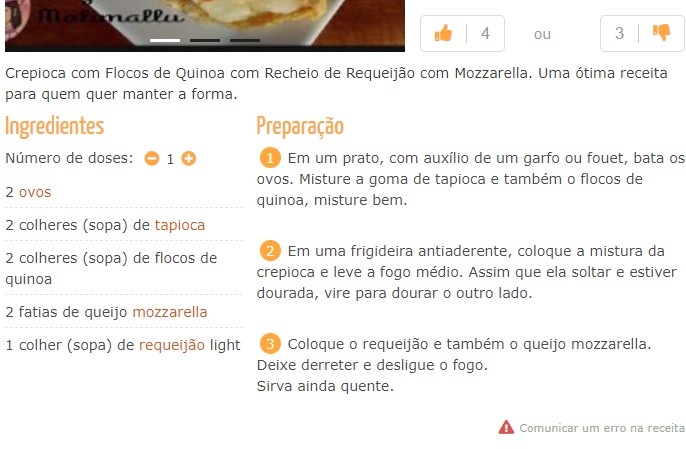 Malimallu
4
ou
3
Crepioca com Flocos de Quinoa com Recheio de Requeijão com Mozzarella. Uma ótima receita
para quem quer manter a forma.
Ingredientes
Número de doses: 1
2 ovos
2 colheres (sopa) de tapioca
2 colheres (sopa) de flocos de
quinoa
2 fatias de queijo mozzarella
1 colher (sopa) de requeijão light
Preparação
1 Em um prato, com auxílio de um garfo ou fouet, bata os
ovos. Misture a goma de tapioca e também o flocos de
quinoa, misture bem.
2 Em uma frigideira antiaderente, coloque a mistura da
crepioca e leve a fogo médio. Assim que ela soltar e estiver
dourada, vire para dourar o outro lado.
3 Coloque o requeijão e também o queijo mozzarella.
Deixe derreter e desligue o fogo.
Sirva ainda quente.
Comunicar um erro na receita